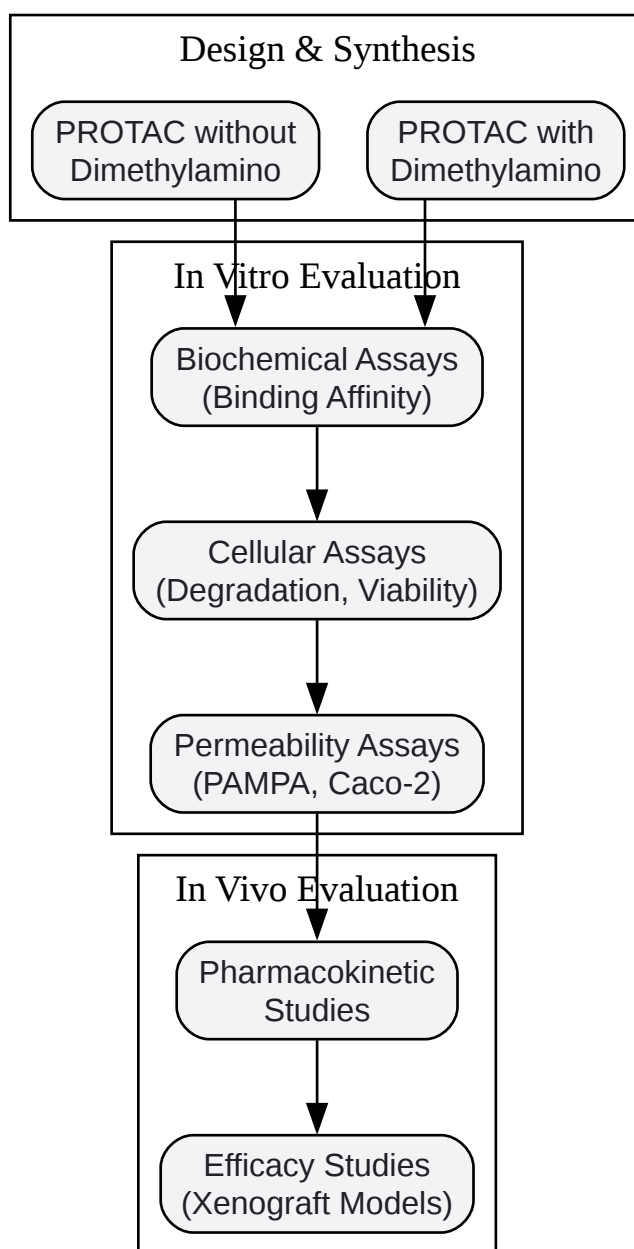 Design & Synthesis
PROTAC without
Dimethylamino
PROTAC with
Dimethylamino
In Vitro Evaluation
Biochemical Assays
(Binding Affinity)
Cellular Assays
(Degradation, Viability)
Permeability Assays
(PAMPA, Caco-2)
In Vivo Evaluation
Pharmacokinetic
Studies
Efficacy Studies
(Xenograft Models)